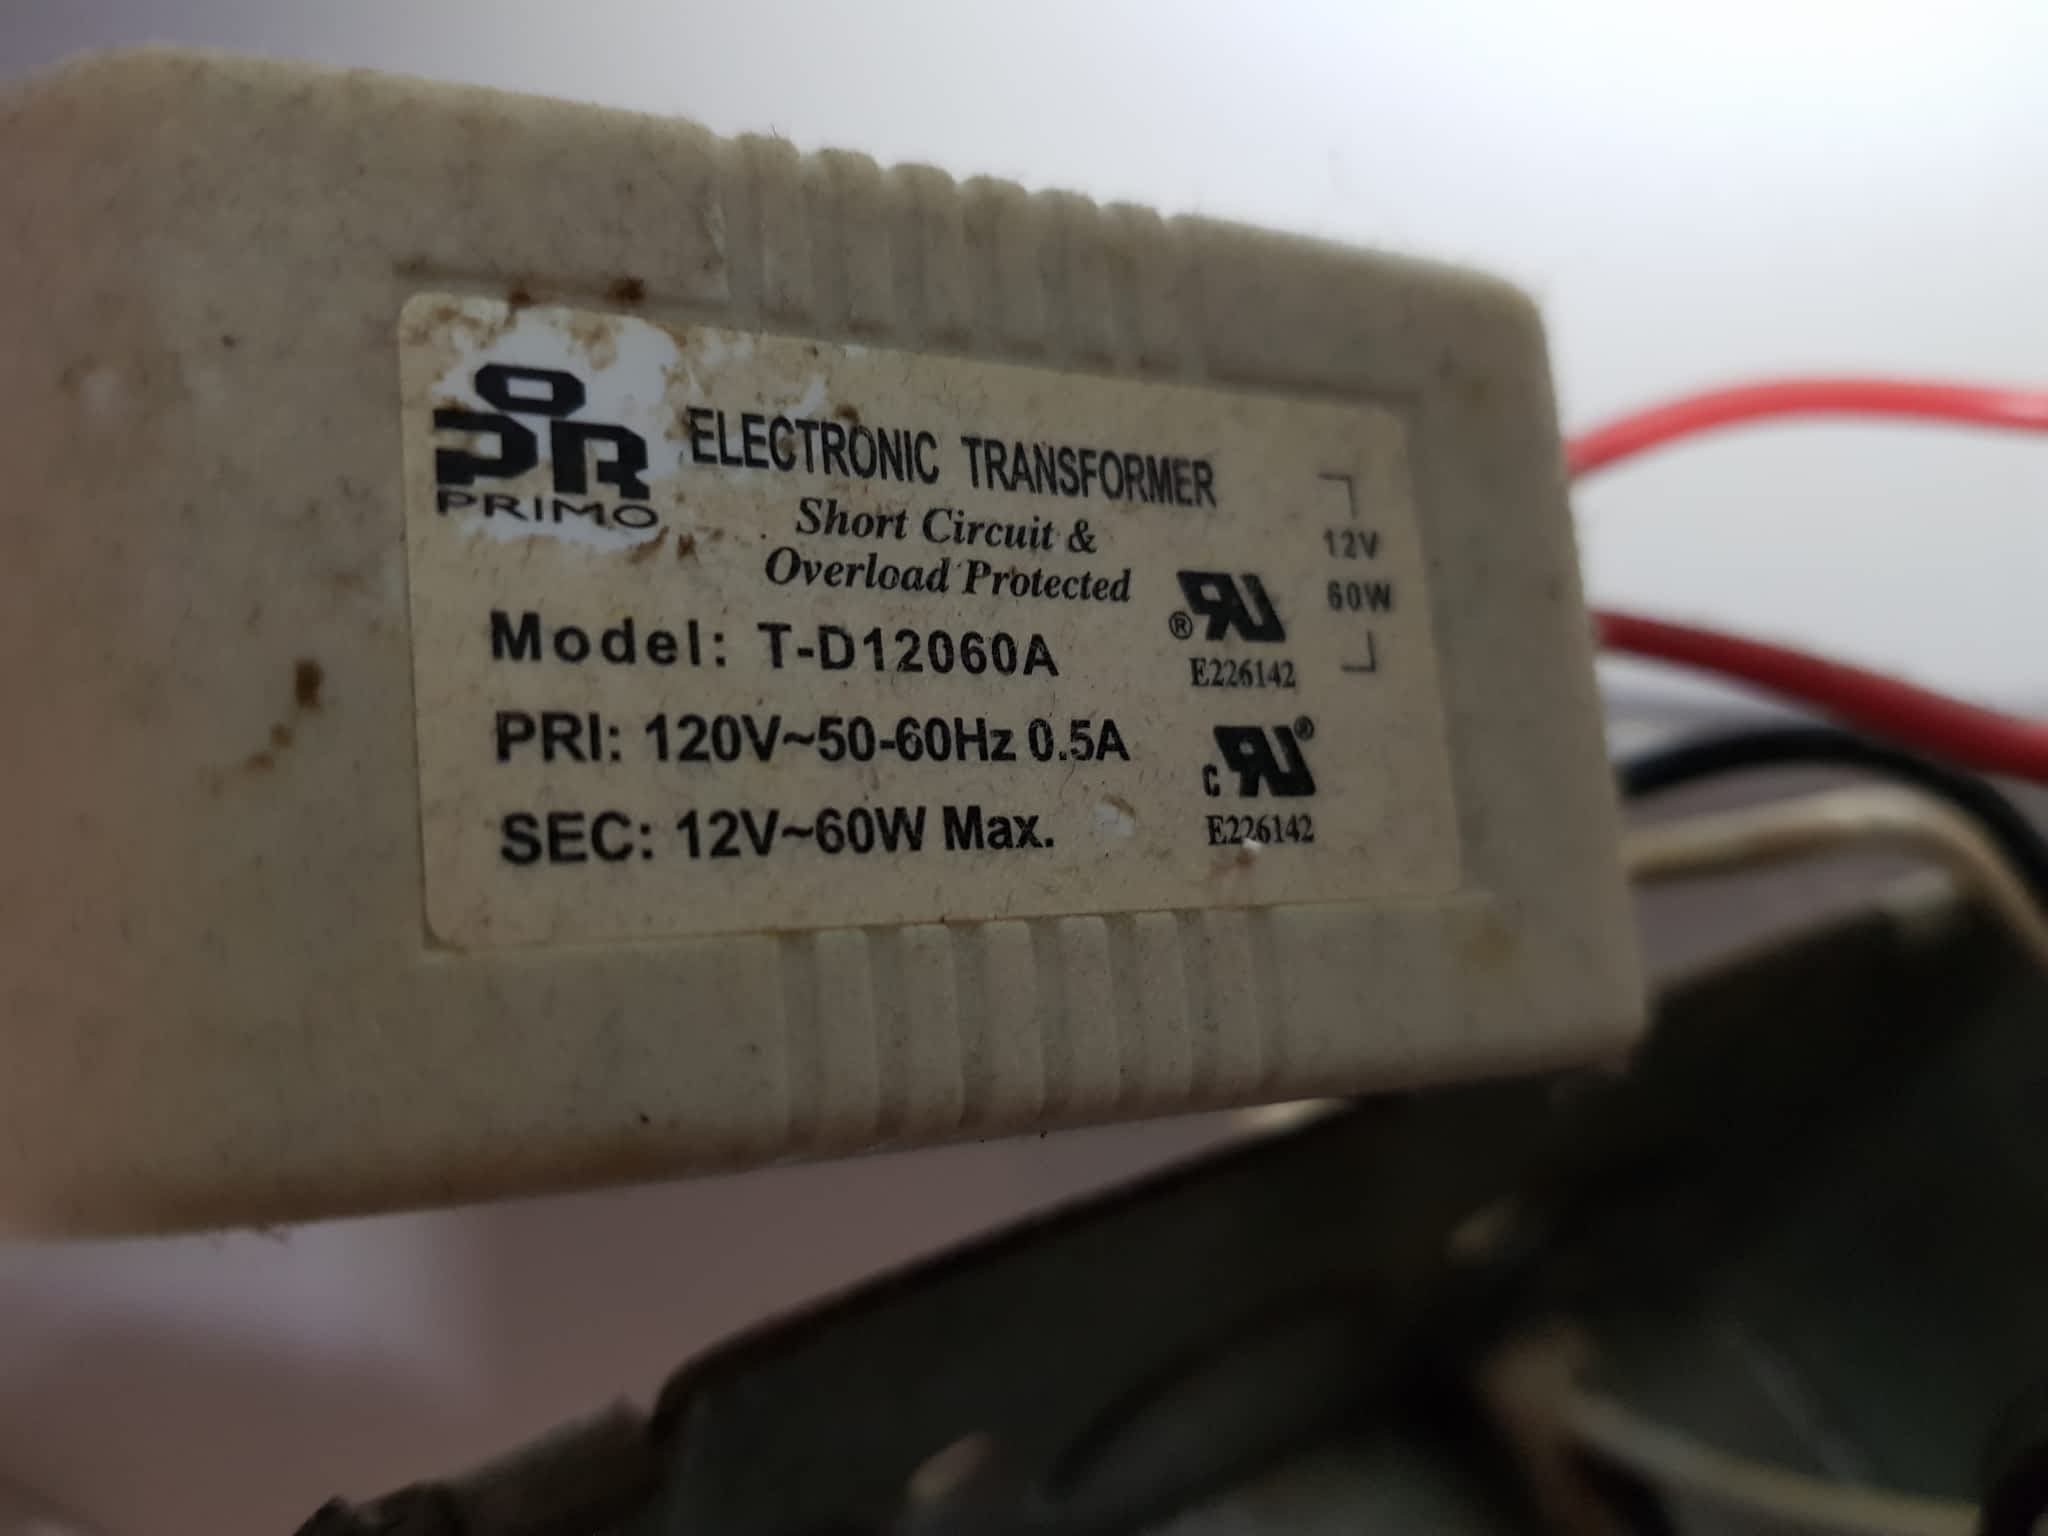 PRIMO
ELECTRONIC TRANSFORMER
Short Circuit &
Overload Protected
Model: T-D12060A
PRI: 120V~50-60Hz 0.5A
SEC: 12V~60W Max.
®
E226142
C ®
E226142
12V
60W